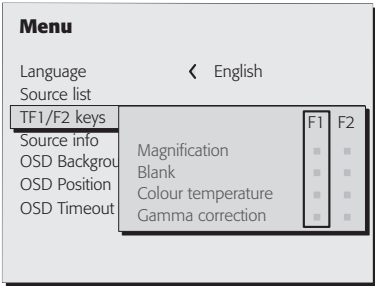 Menu
Language English
Source list
TF1/F2 keys
F1 F2
Source info
Magnification
OSD Backgrou
Blank
OSD Position
Colour temperature
OSD Timeout
Gamma correction